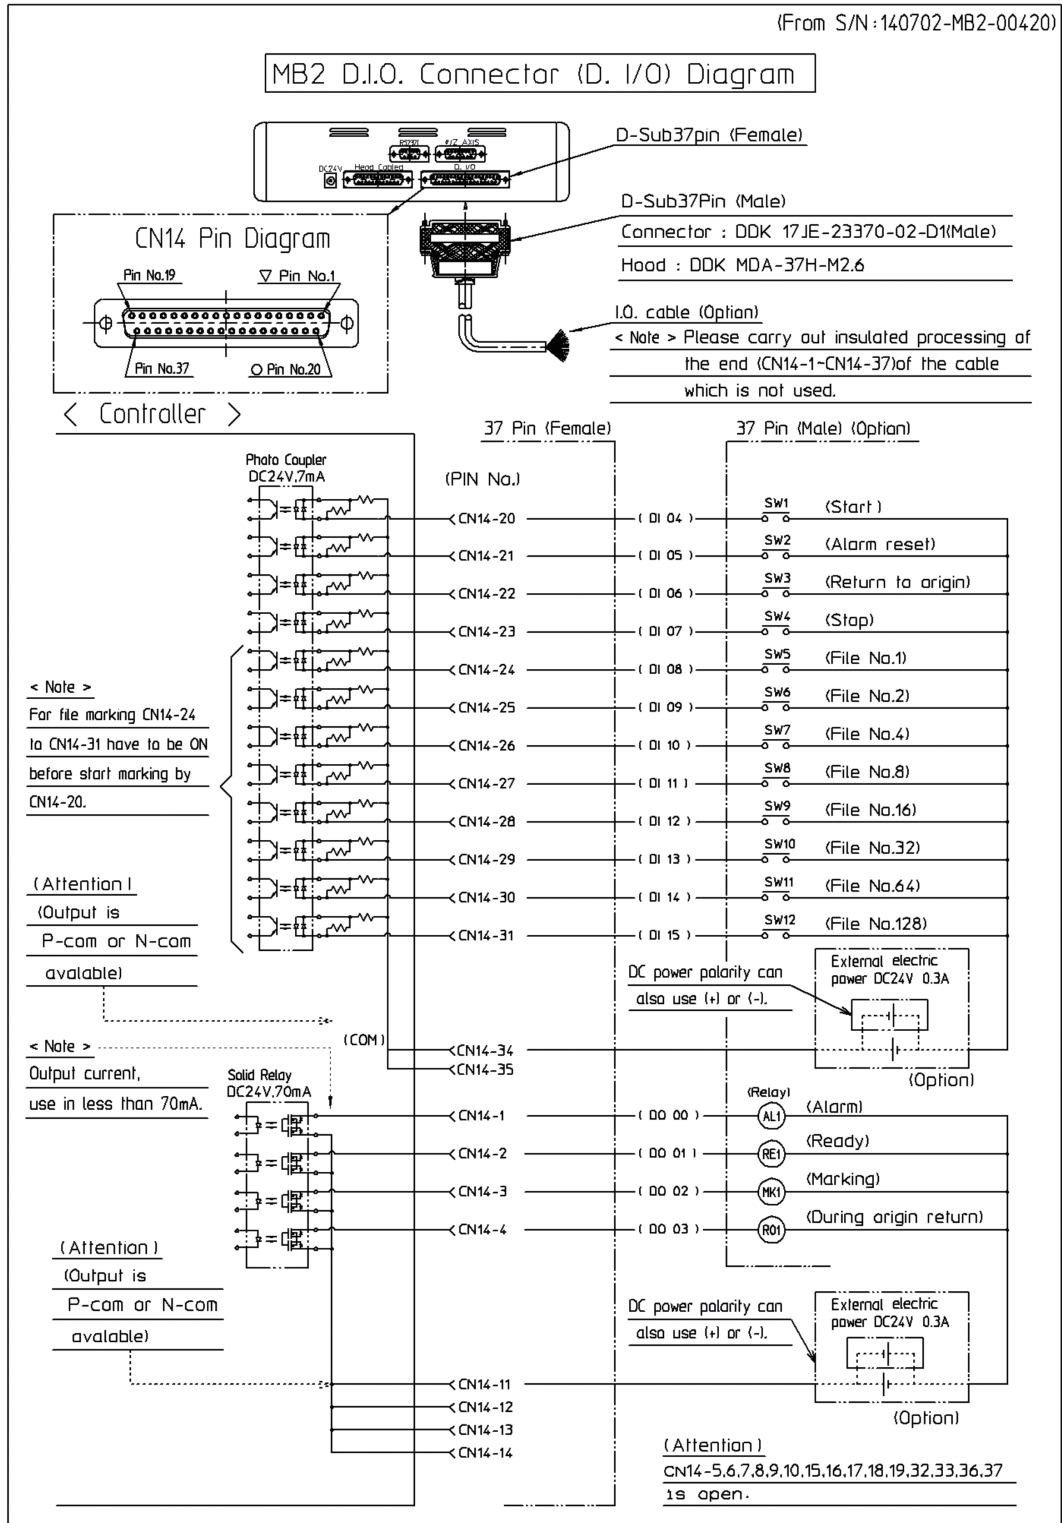 (From S/N:140702-MB2-00420)
MB2 D.I.O. Connector (D. I/O) Diagram
D-Sub37pin (Female)
#/Z AXIS
DC24V
Head Cabled
D. I/O
D-Sub37Pin (Male)
Connector : DDK 17JE-23370-02-D1(Male)
Hood : DDK MDA-37H-M2.6
CN14 Pin Diagram
Pin No.19
▽ Pin No.1
Pin No.37
○ Pin No.20
I.O. cable (Option)
< Note > Please carry out insulated processing of
the end (CN14-1~CN14-37)of the cable
which is not used.
< Controller >
37 Pin (Female)
37 Pin (Male) (Option)
Photo Coupler
DC24V,7mA
(PIN No.)
CN14-20 ( DI 04 ) SW1 (Start )
CN14-21 ( DI 05 ) SW2 (Alarm reset)
CN14-22 ( DI 06 ) SW3 (Return to origin)
CN14-23 ( DI 07 ) SW4 (Stop)
CN14-24 ( DI 08 ) SW5 (File No.1)
CN14-25 ( DI 09 ) SW6 (File No.2)
CN14-26 ( DI 10 ) SW7 (File No.4)
CN14-27 ( DI 11 ) SW8 (File No.8)
CN14-28 ( DI 12 ) SW9 (File No.16)
CN14-29 ( DI 13 ) SW10 (File No.32)
CN14-30 ( DI 14 ) SW11 (File No.64)
CN14-31 ( DI 15 ) SW12 (File No.128)
< Note >
For file marking CN14-24
to CN14-31 have to be ON
before start marking by
CN14-20.
(Attention)
(Output is
P-com or N-com
avalable)
DC power polarity can
also use (+) or (-).
External electric
power DC24V 0.3A
(Option)
(COM)
CN14-34
CN14-35
< Note >
Output current,
use in less than 70mA.
Solid Relay
DC24V,70mA
(Relay)
CN14-1 ( DO 00 ) AL1 (Alarm)
CN14-2 ( DO 01 ) RE1 (Ready)
CN14-3 ( DO 02 ) MK1 (Marking)
CN14-4 ( DO 03 ) RO1 (During origin return)
(Attention)
(Output is
P-com or N-com
avalable)
DC power polarity can
also use (+) or (-).
External electric
power DC24V 0.3A
(Option)
CN14-11
CN14-12
CN14-13
CN14-14
(Attention)
CN14-5,6,7,8,9,10,15,16,17,18,19,32,33,36,37
is open.